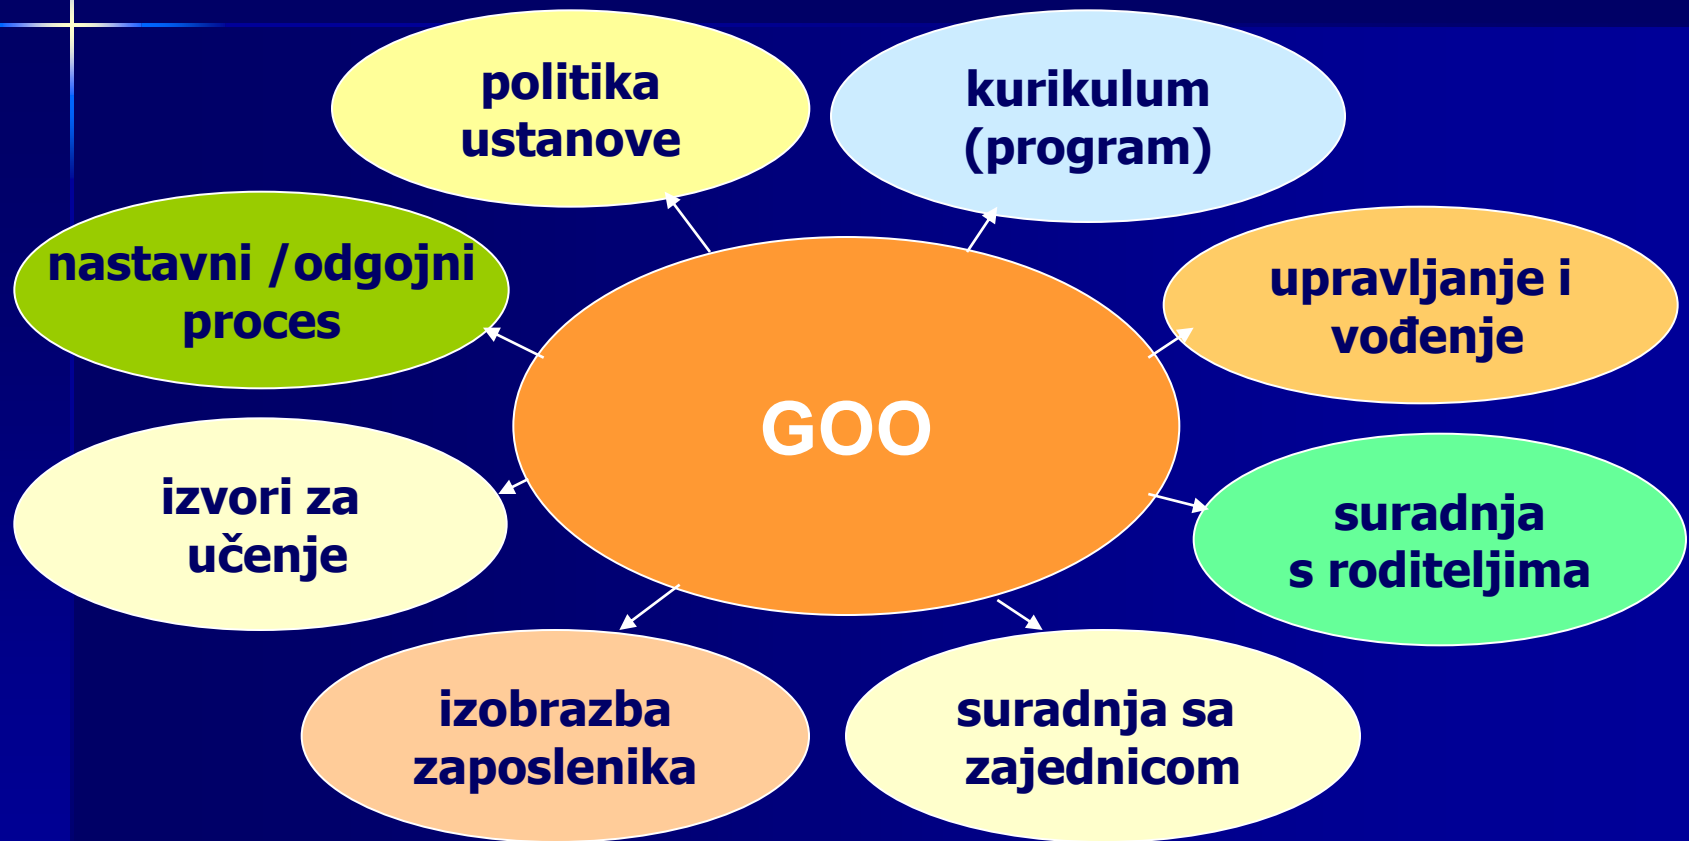 politika
ustanove
kurikulum
(program)
nastavni /odgojni
proces
upravljanje i
vođenje
GOO
izvori za
učenje
suradnja
s roditeljima
izobrazba
zaposlenika
suradnja sa
zajednicom